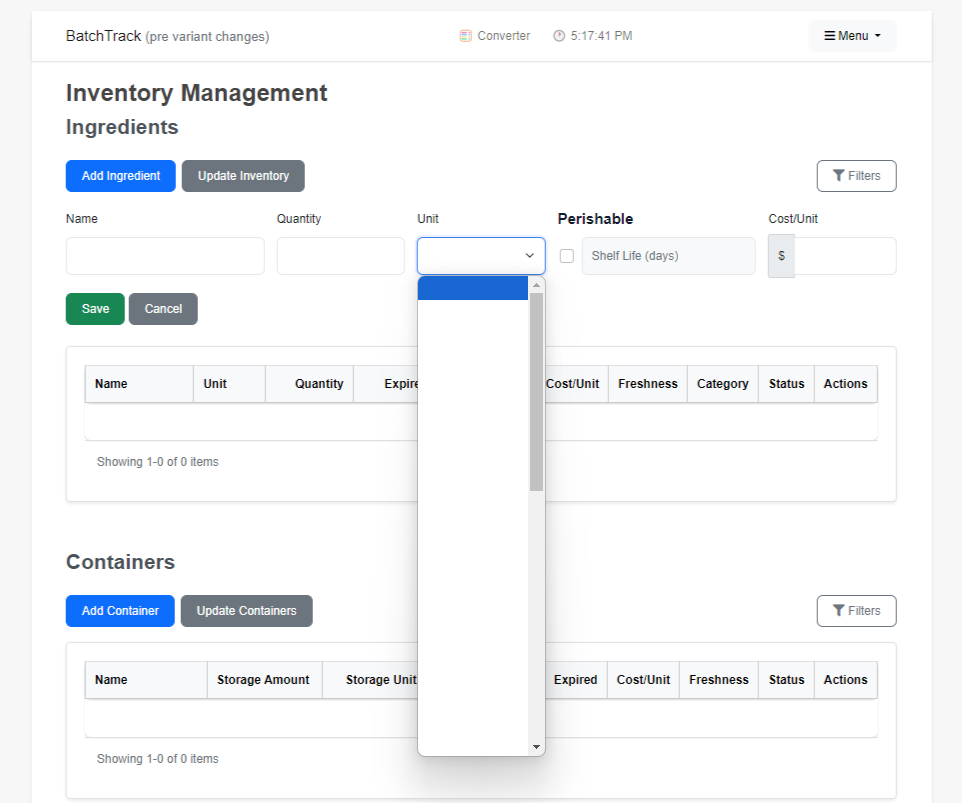 BatchTrack (pre variant changes)
Converter
5:17:41 PM
Menu
Inventory Management
Ingredients
Add Ingredient
Update Inventory
Filters
Name
Quantity
Unit
Perishable
Cost/Unit
Shelf Life (days)
$
Save
Cancel
Name
Unit
Quantity
Expire
Cost/Unit
Freshness
Category
Status
Actions
Showing 1-0 of 0 items
Containers
Add Container
Update Containers
Filters
Name
Storage Amount
Storage Unit
Expired
Cost/Unit
Freshness
Status
Actions
Showing 1-0 of 0 items